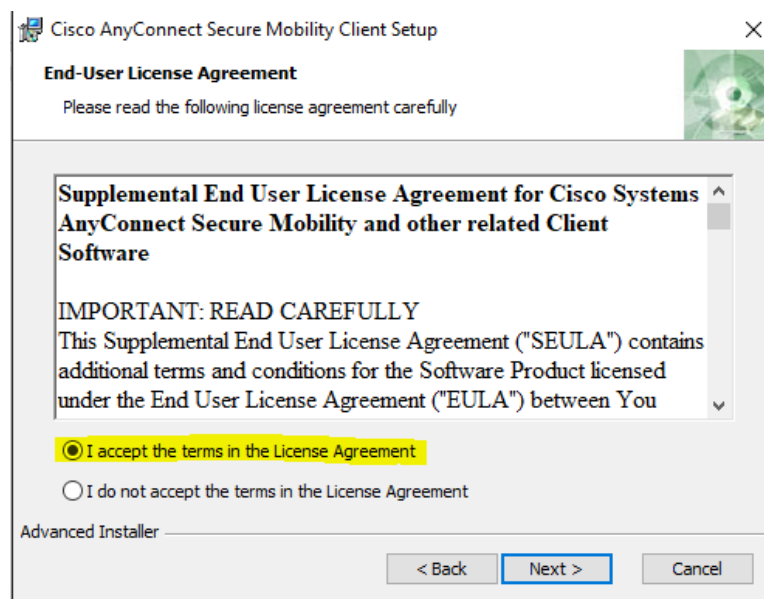 Cisco AnyConnect Secure Mobility Client Setup
End-User License Agreement
Please read the following license agreement carefully
Supplemental End User License Agreement for Cisco Systems
AnyConnect Secure Mobility and other related Client
Software
IMPORTANT: READ CAREFULLY
This Supplemental End User License Agreement ("SEULA") contains
additional terms and conditions for the Software Product licensed
under the End User License Agreement ("EULA") between You
I accept the terms in the License Agreement
I do not accept the terms in the License Agreement
Advanced Installer
< Back Next > Cancel